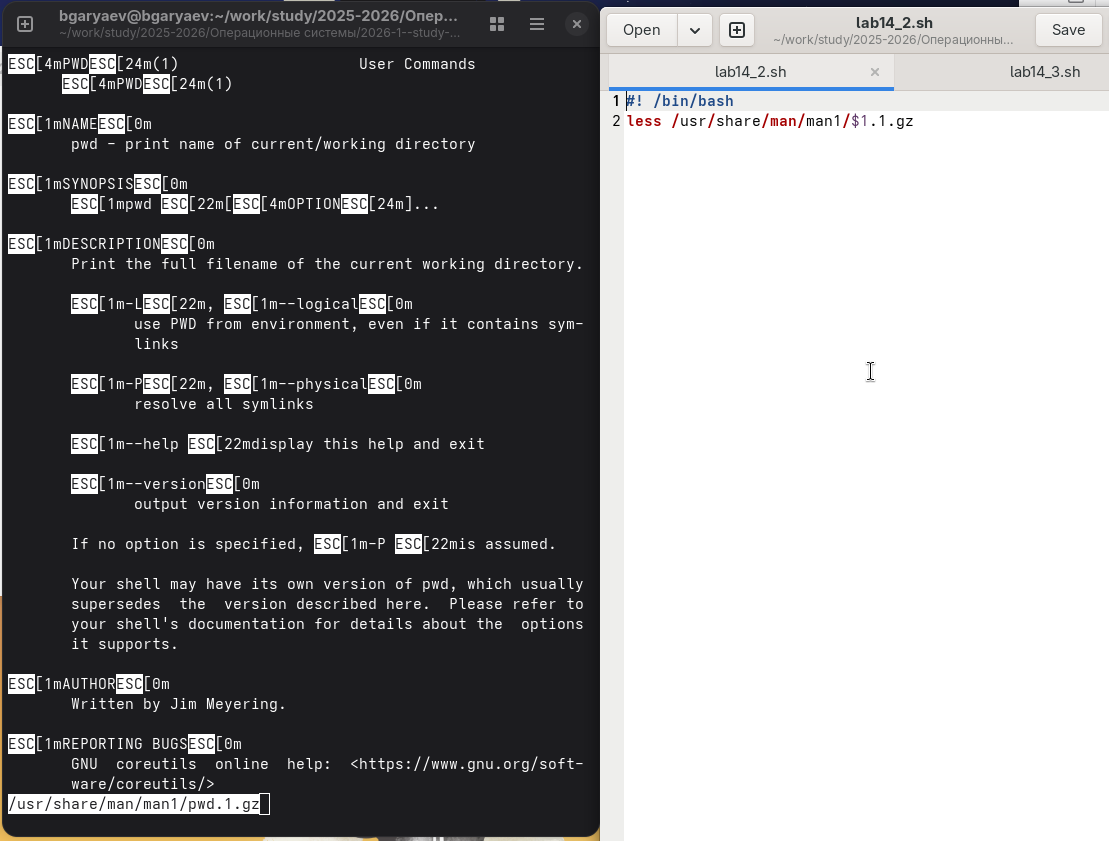 bgaryaev@bgaryaev:~/work/study/2025-2026/Опер...
~/work/study/2025-2026/Операционные системы/2026-1--study-...
ESC[4mPWDESC[24m(1) User Commands
ESC[4mPWDESC[24m(1)
ESC[1mNAMEESC[0m
pwd - print name of current/working directory
ESC[1mSYNOPSISESC[0m
ESC[1mpwd ESC[22m[ESC[4mOPTIONESC[24m]...
ESC[1mDESCRIPTIONESC[0m
Print the full filename of the current working directory.
ESC[1m-LESC[22m, ESC[1m--logicalESC[0m
use PWD from environment, even if it contains sym-
links
ESC[1m-PESC[22m, ESC[1m--physicalESC[0m
resolve all symlinks
ESC[1m--help ESC[22mdisplay this help and exit
ESC[1m--versionESC[0m
output version information and exit
If no option is specified, ESC[1m-P ESC[22mis assumed.
Your shell may have its own version of pwd, which usually
supersedes the version described here. Please refer to
your shell's documentation for details about the options
it supports.
ESC[1mAUTHORESC[0m
Written by Jim Meyering.
ESC[1mREPORTING BUGSESC[0m
GNU coreutils online help: <https://www.gnu.org/soft-
ware/coreutils/>
/usr/share/man/man1/pwd.1.gz
Open
lab14_2.sh
~/work/study/2025-2026/Операционны...
Save
lab14_2.sh
lab14_3.sh
1 #! /bin/bash
2 less /usr/share/man/man1/$1.1.gz